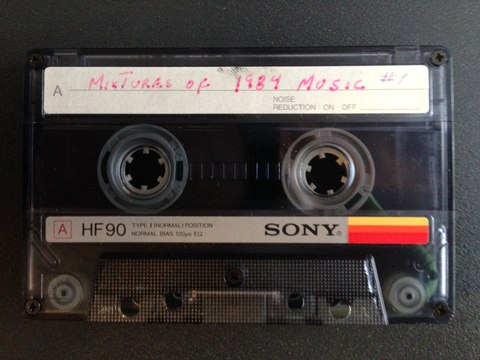 A MIXTURES OF 1984 MUSIC #1
NOISE
REDUCTION : ON · OFF
A HF90 TYPE I (NORMAL) POSITION
NORMAL BIAS 120µs EQ
SONY®